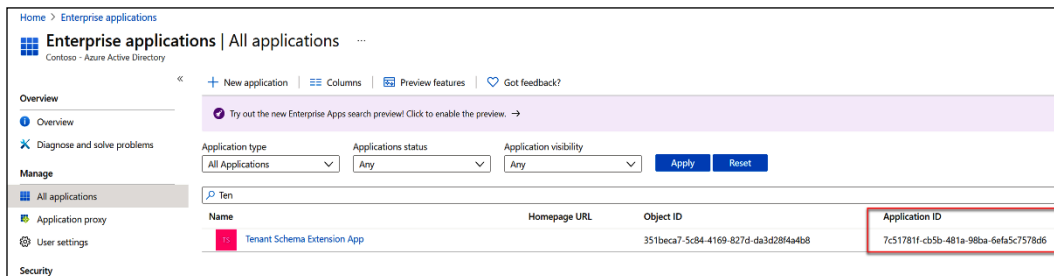 Home > Enterprise applications
Enterprise applications | All applications ...
Contoso - Azure Active Directory
«
+ New application
Columns
Preview features
Got feedback?
Overview
Try out the new Enterprise Apps search preview! Click to enable the preview. →
Overview
Diagnose and solve problems
Application type
Applications status
Application visibility
All Applications
Any
Any
Apply
Reset
Manage
All applications
Ten
Application proxy
Name
Homepage URL
Object ID
Application ID
User settings
TS
Tenant Schema Extension App
351beca7-5c84-4169-827d-da3d28f4a4b8
7c51781f-cb5b-481a-98ba-6efa5c7578d6
Security